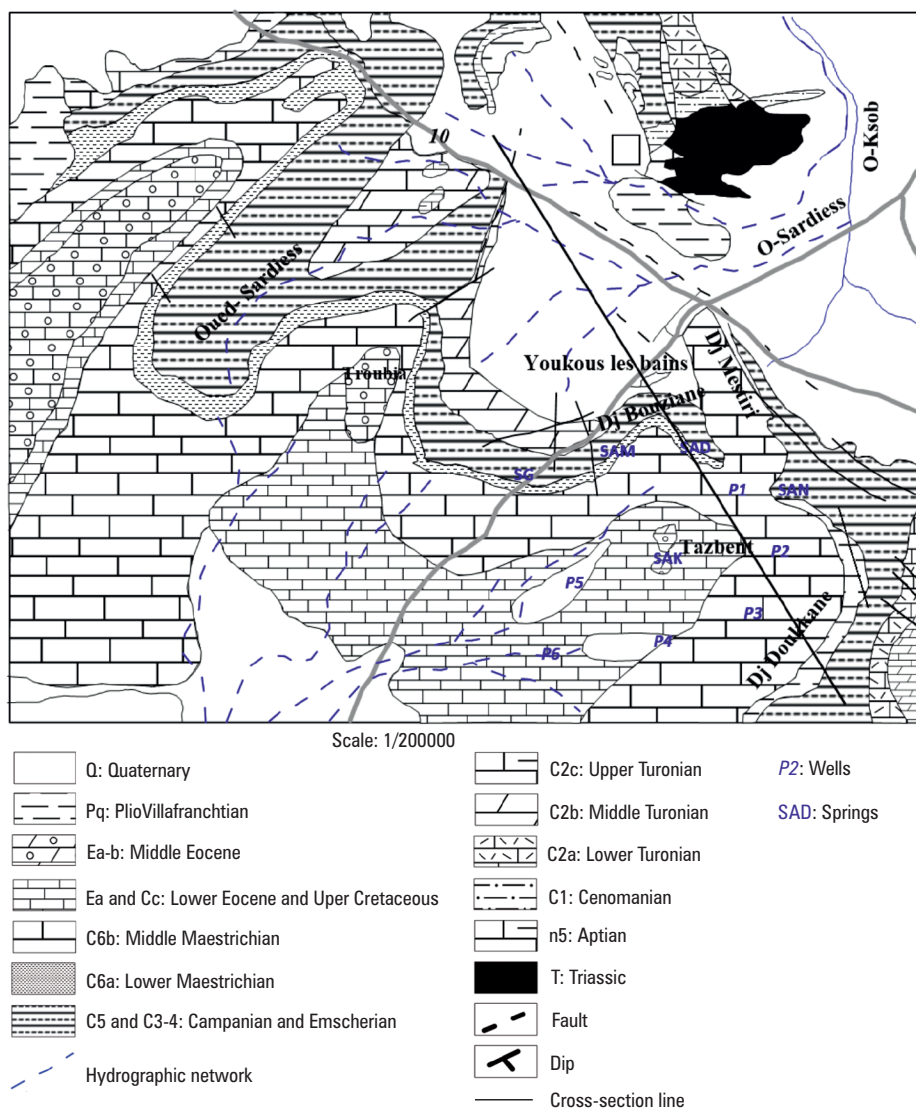 10
O-Ksob
O-Sardiess
Oued- Sardiess
Youkous les bains
Dj Mestiri
Troubia
Dj Bouziane
SAM
SAD
SG
P1
SAN
Tazbent
P2
SAK
P5
P3
P4
P6
Dj Doukkane
Scale: 1/200000
Q: Quaternary
Pq: PlioVillafranchtian
Ea-b: Middle Eocene
Ea and Cc: Lower Eocene and Uper Cretaceous
C6b: Middle Maestrichian
C6a: Lower Maestrichian
C5 and C3-4: Campanian and Emscherian
Hydrographic network
C2c: Upper Turonian
C2b: Middle Turonian
C2a: Lower Turonian
C1: Cenomanian
n5: Aptian
T: Triassic
Fault
Dip
Cross-section line
P2: Wells
SAD: Springs